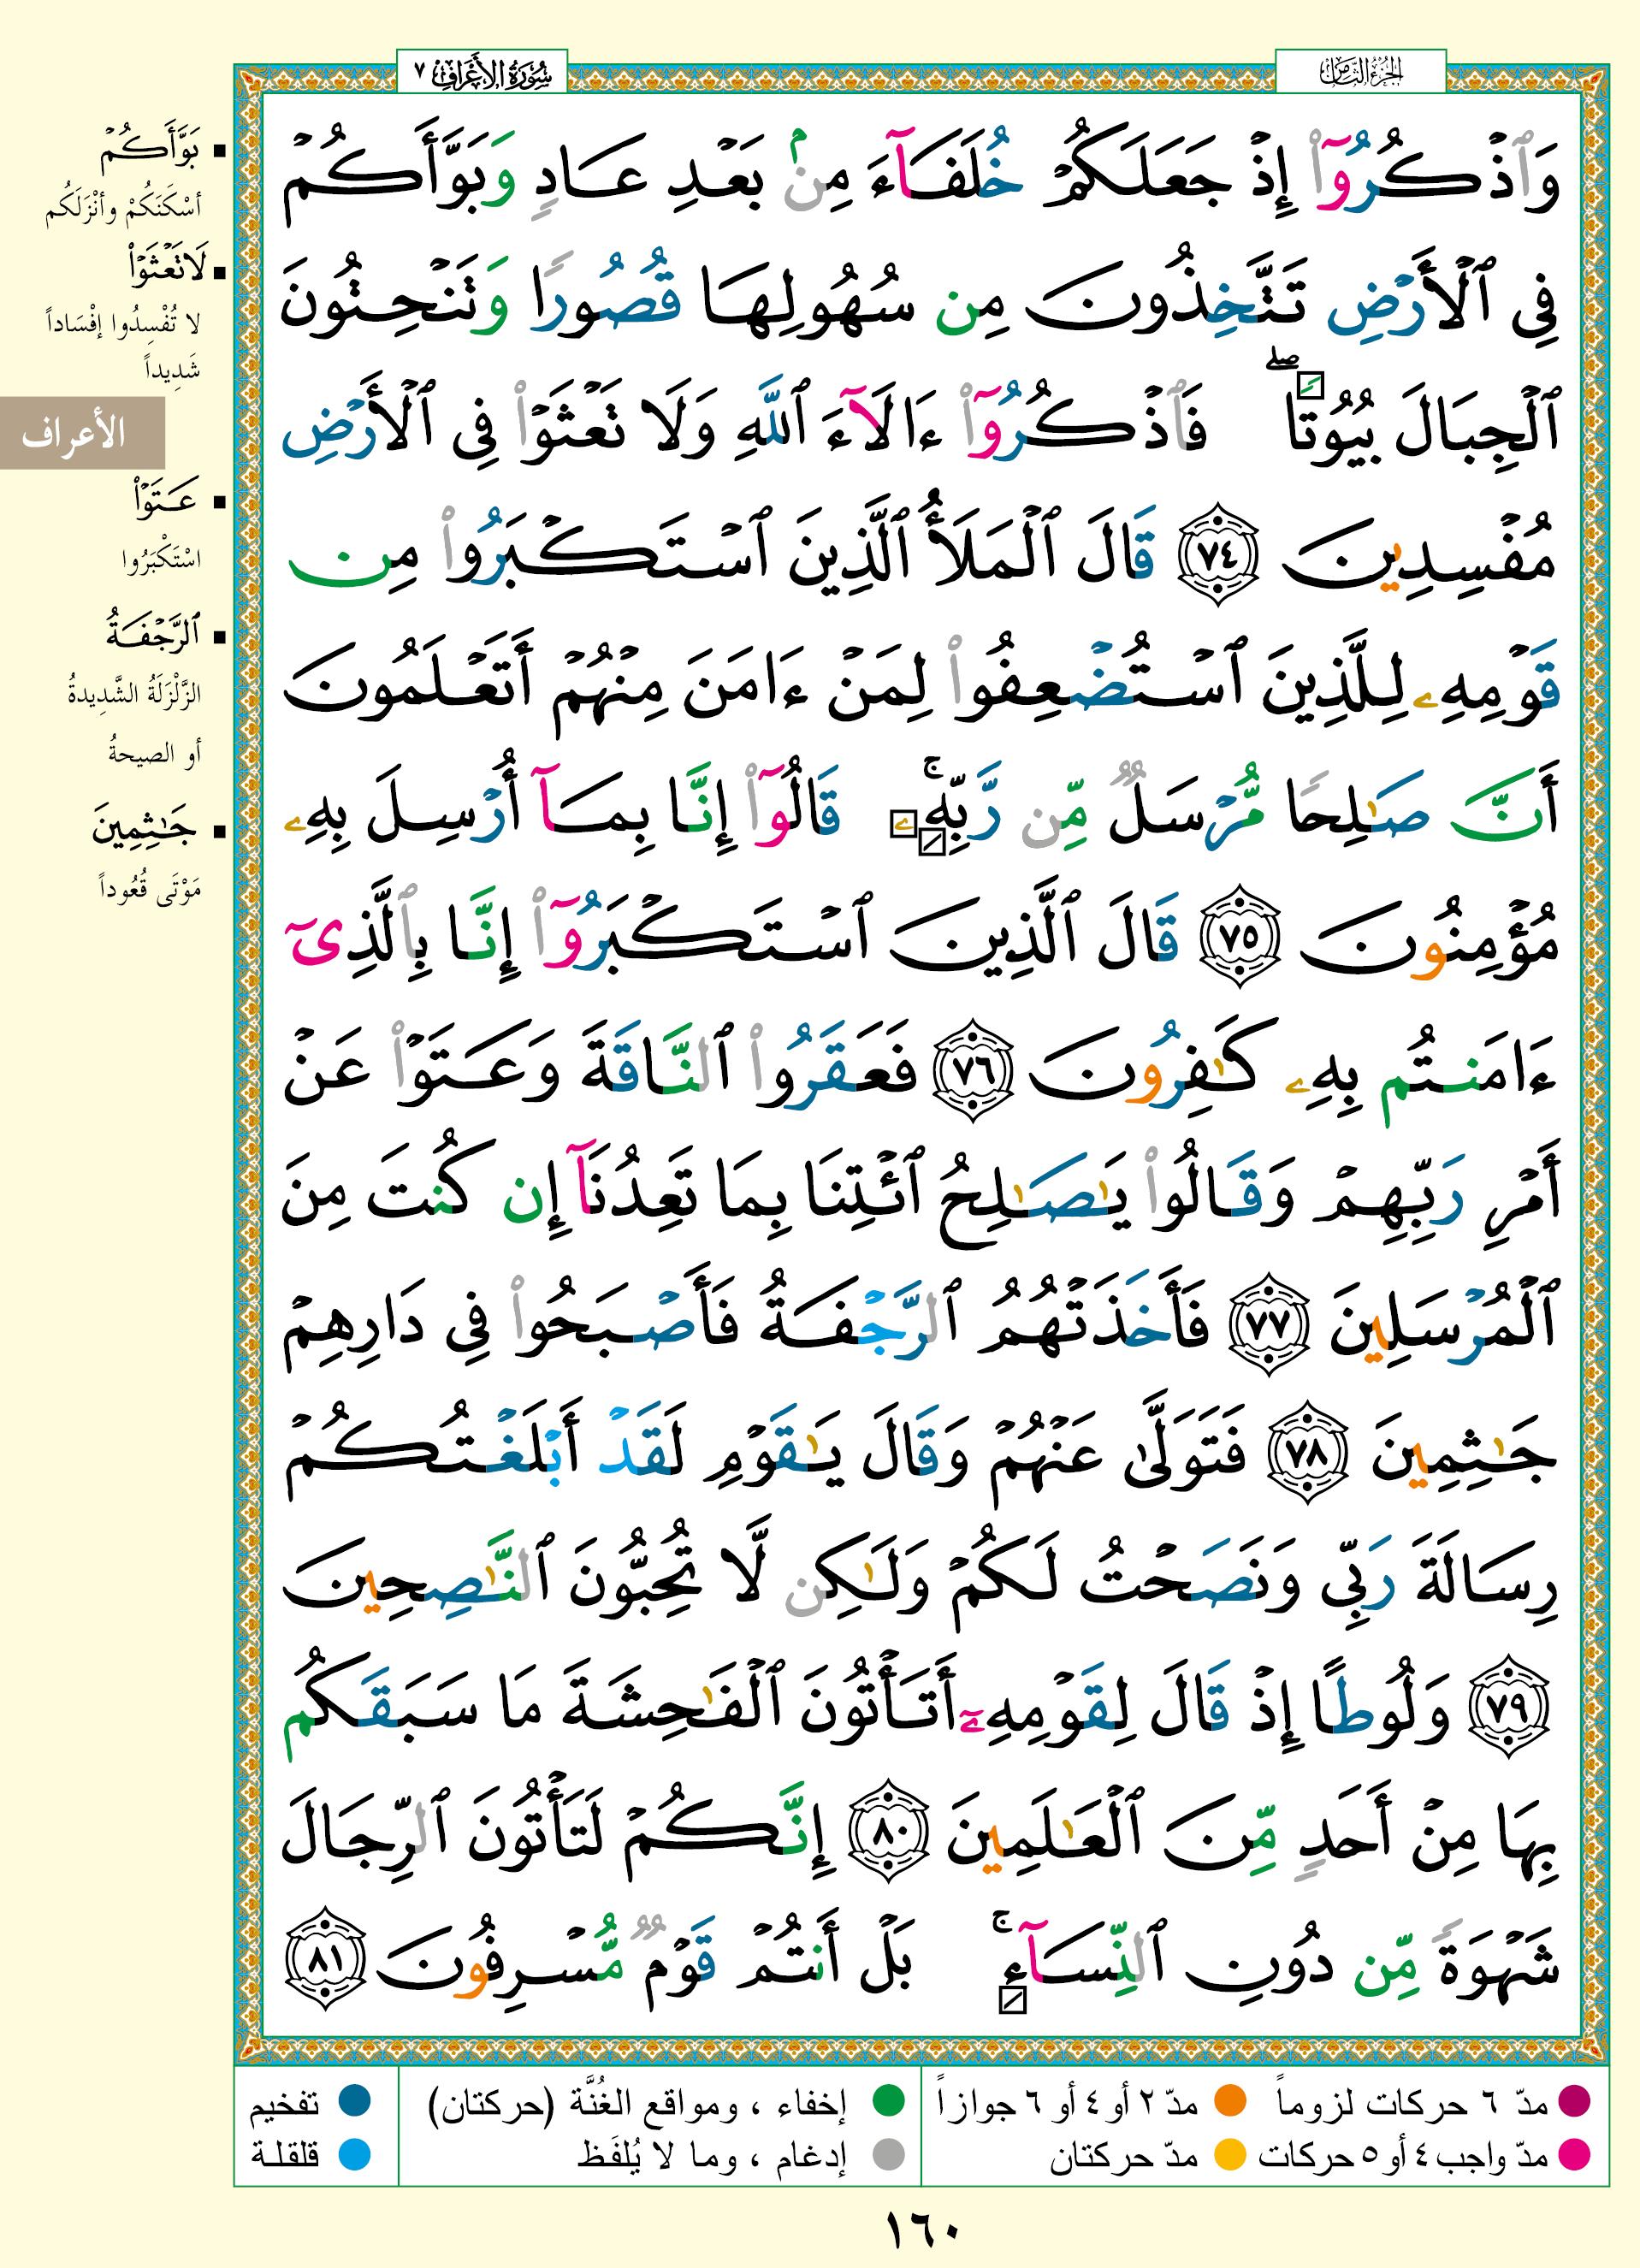 الجزء الثامن
سورة الأعراف ٧
وَٱذْكُرُوٓا۟ إِذْ جَعَلَكُمْ خُلَفَآءَ مِنۢ بَعْدِ عَادٍ وَبَوَّأَكُمْ
فِى ٱلْأَرْضِ تَتَّخِذُونَ مِن سُهُولِهَا قُصُورًا وَتَنْحِتُونَ
ٱلْجِبَالَ بُيُوتًا ۖ فَٱذْكُرُوٓا۟ ءَالَآءَ ٱللَّهِ وَلَا تَعْثَوْا۟ فِى ٱلْأَرْضِ
مُفْسِدِينَ ٧٤ قَالَ ٱلْمَلَأُ ٱلَّذِينَ ٱسْتَكْبَرُوا۟ مِن
قَوْمِهِۦ لِلَّذِينَ ٱسْتُضْعِفُوا۟ لِمَنْ ءَامَنَ مِنْهُمْ أَتَعْلَمُونَ
أَنَّ صَـٰلِحًا مُّرْسَلٌ مِّن رَّبِّهِۦ ۚ قَالُوٓا۟ إِنَّا بِمَآ أُرْسِلَ بِهِۦ
مُؤْمِنُونَ ٧٥ قَالَ ٱلَّذِينَ ٱسْتَكْبَرُوٓا۟ إِنَّا بِٱلَّذِىٓ
ءَامَنتُم بِهِۦ كَـٰفِرُونَ ٧٦ فَعَقَرُوا۟ ٱلنَّاقَةَ وَعَتَوْا۟ عَنْ
أَمْرِ رَبِّهِمْ وَقَالُوا۟ يَـٰصَـٰلِحُ ٱئْتِنَا بِمَا تَعِدُنَآ إِن كُنتَ مِنَ
ٱلْمُرْسَلِينَ ٧٧ فَأَخَذَتْهُمُ ٱلرَّجْفَةُ فَأَصْبَحُوا۟ فِى دَارِهِمْ
جَـٰثِمِينَ ٧٨ فَتَوَلَّىٰ عَنْهُمْ وَقَالَ يَـٰقَوْمِ لَقَدْ أَبْلَغْتُكُمْ
رِسَالَةَ رَبِّى وَنَصَحْتُ لَكُمْ وَلَـٰكِن لَّا تُحِبُّونَ ٱلنَّـٰصِحِينَ
٧٩ وَلُوطًا إِذْ قَالَ لِقَوْمِهِۦٓ أَتَأْتُونَ ٱلْفَـٰحِشَةَ مَا سَبَقَكُم
بِهَا مِنْ أَحَدٍ مِّنَ ٱلْعَـٰلَمِينَ ٨٠ إِنَّكُمْ لَتَأْتُونَ ٱلرِّجَالَ
شَهْوَةً مِّن دُونِ ٱلنِّسَآءِ ۚ بَلْ أَنتُمْ قَوْمٌ مُّسْرِفُونَ ٨١
بَوَّأَكُمْ
أسْكَنَكُمْ وأنْزَلَكُم
لَا تَعْثَوْا۟
لا تُفْسِدُوا إفْسَاداً
شَدِيداً
الأعراف
عَتَوْا۟
اسْتَكْبَرُوا
ٱلرَّجْفَةُ
الزَّلْزَلَةُ الشَّدِيدةُ
أو الصيحةُ
جَـٰثِمِينَ
مَوْتَى قُعُوداً
مدّ ٦ حركات لزوماً
مدّ ٢ أو ٤ أو ٦ جوازاً
إخفاء ، ومواقع الغُنَّة (حركتان)
تفخيم
مدّ واجب ٤ أو ٥ حركات
مدّ حركتان
إدغام ، وما لا يُلفَظ
قلقلة
١٦٠